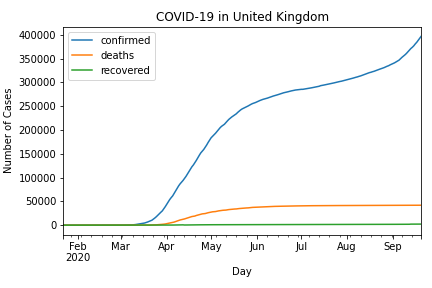 COVID-19 in United Kingdom
confirmed
deaths
recovered
Number of Cases
400000
350000
300000
250000
200000
150000
100000
50000
0
Feb Mar Apr May Jun Jul Aug Sep
2020
Day